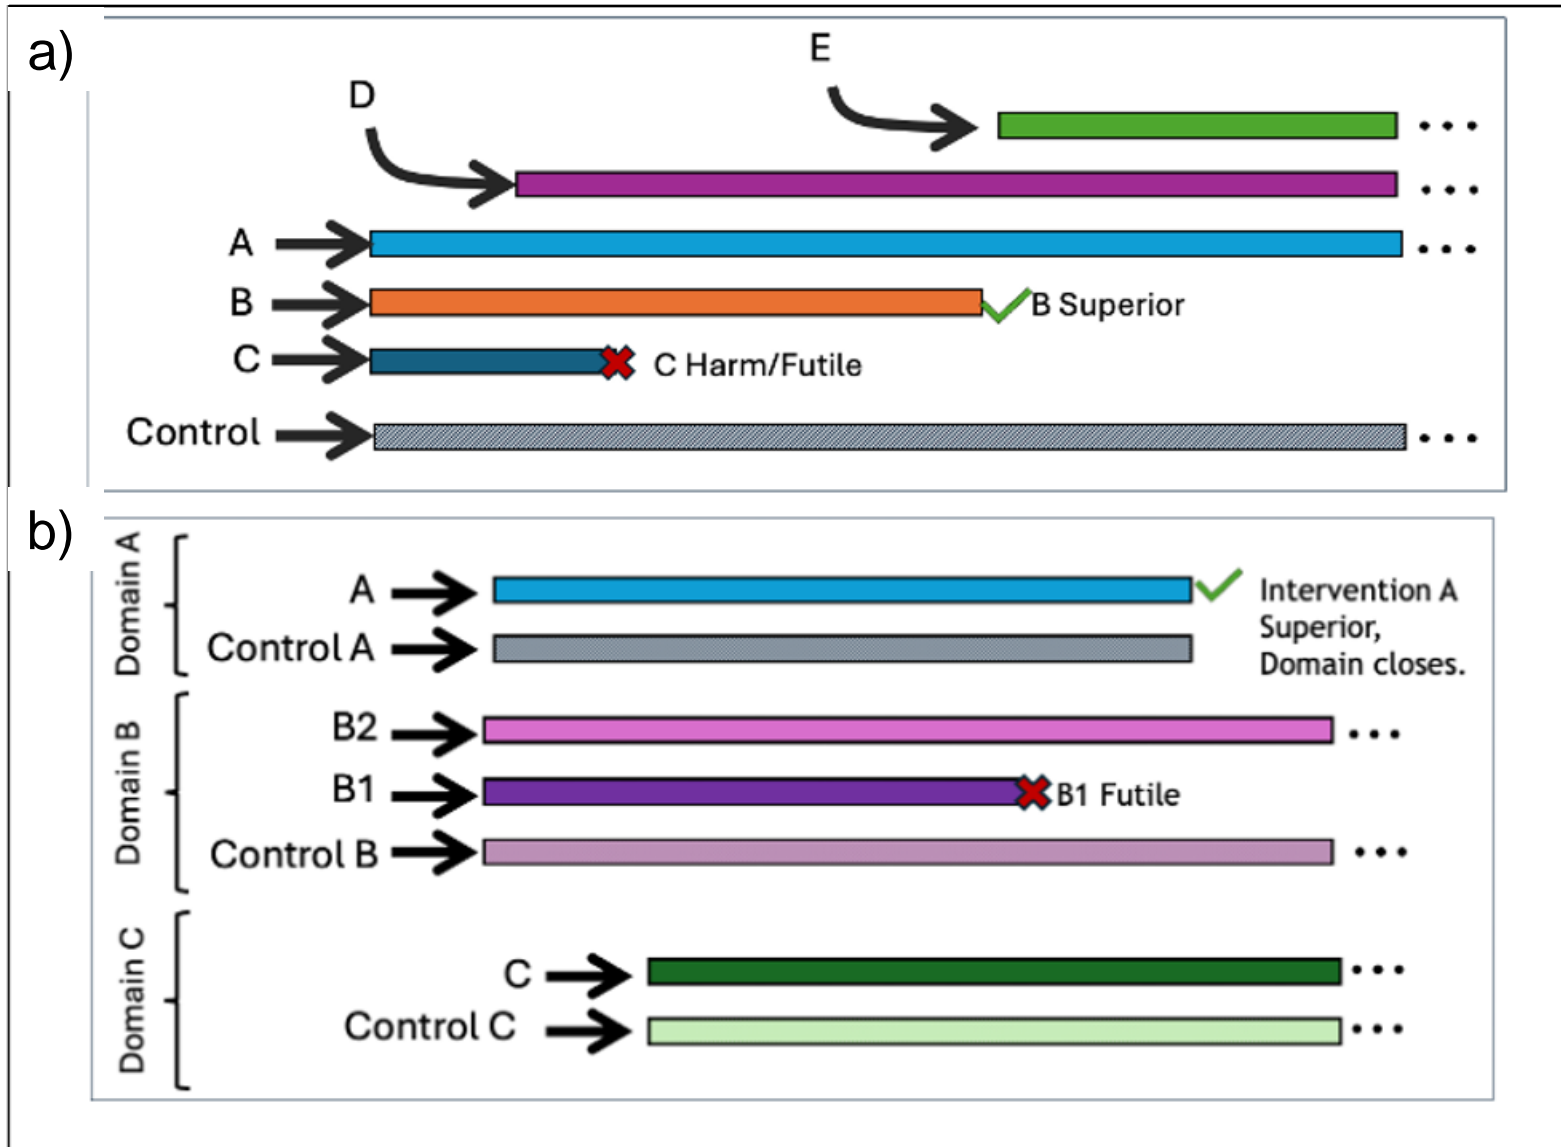 a)
E
D
A
B
B Superior
C
C Harm/Futile
Control
b)
Domain A
A
Control A
Intervention A
Superior,
Domain closes.
Domain B
B2
B1
B1 Futile
Control B
Domain C
C
Control C